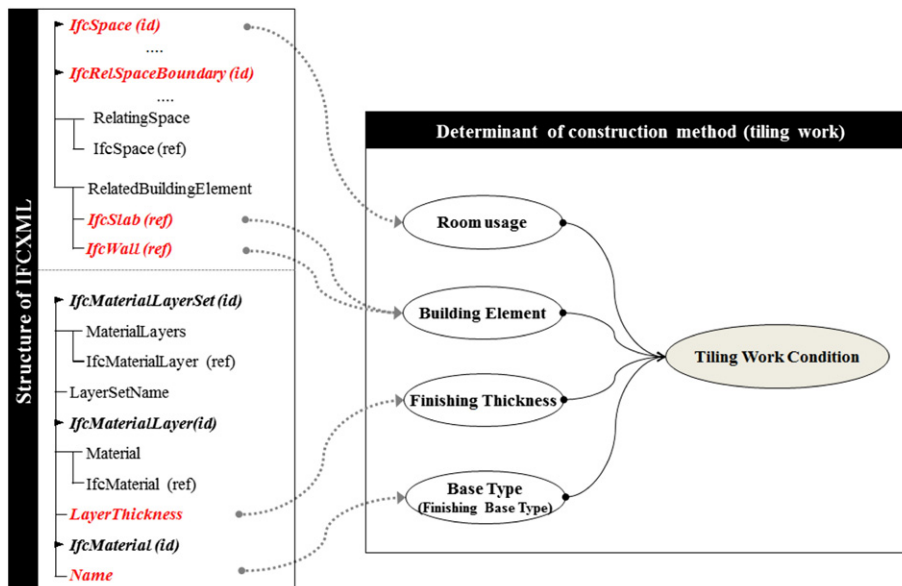 Structure of IFCXML
IfcSpace (id)
....
IfcRelSpaceBoundary (id)
....
RelatingSpace
IfcSpace (ref)
RelatedBuildingElement
IfcSlab (ref)
IfcWall (ref)
IfcMaterialLayerSet (id)
MaterialLayers
IfcMaterialLayer (ref)
LayerSetName
IfcMaterialLayer(id)
Material
IfcMaterial (ref)
LayerThickness
IfcMaterial (id)
Name
Determinant of construction method (tiling work)
Room usage
Building Element
Finishing Thickness
Base Type
(Finishing Base Type)
Tiling Work Condition